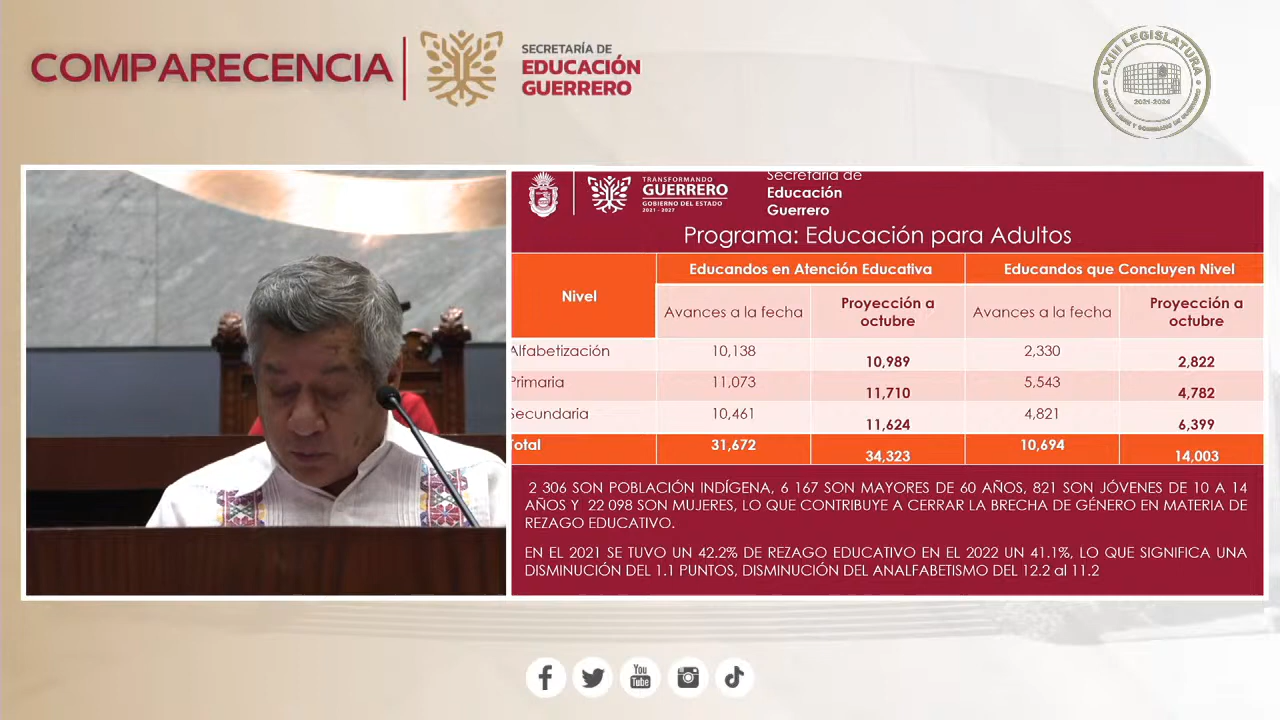 COMPARECENCIA
SECRETARÍA DE
EDUCACIÓN
GUERRERO
LXIII LEGISLATURA
2021-2024
TRANSFORMANDO
GUERRERO
GOBIERNO DEL ESTADO
2021 - 2027
Secretaría de
Educación
Guerrero
Programa: Educación para Adultos
Nivel
Educandos en Atención Educativa
Educandos que Concluyen Nivel
Avances a la fecha
Proyección a
octubre
Avances a la fecha
Proyección a
octubre
Alfabetización 10,138 10,989 2,330 2,822
Primaria 11,073 11,710 5,543 4,782
Secundaria 10,461 11,624 4,821 6,399
Total 31,672 34,323 10,694 14,003
2 306 SON POBLACIÓN INDÍGENA, 6 167 SON MAYORES DE 60 AÑOS, 821 SON JÓVENES DE 10 A 14
AÑOS Y 22 098 SON MUJERES, LO QUE CONTRIBUYE A CERRAR LA BRECHA DE GÉNERO EN MATERIA DE
REZAGO EDUCATIVO.
EN EL 2021 SE TUVO UN 42.2% DE REZAGO EDUCATIVO EN EL 2022 UN 41.1%, LO QUE SIGNIFICA UNA
DISMINUCIÓN DEL 1.1 PUNTOS, DISMINUCIÓN DEL ANALFABETISMO DEL 12.2 al 11.2
You
Tube